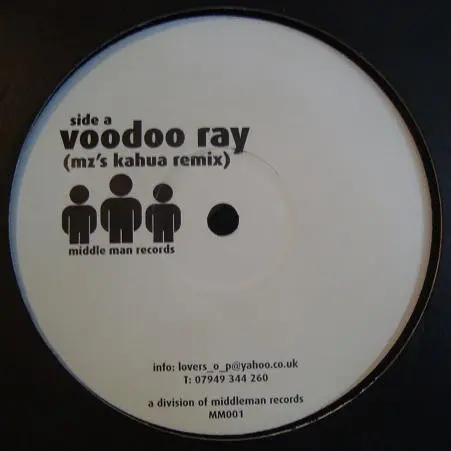 side a
voodoo ray
(mz's kahua remix)
middle man records
info: lovers_o_p@yahoo.co.uk
T: 07949 344 260
a division of middleman records
MM001